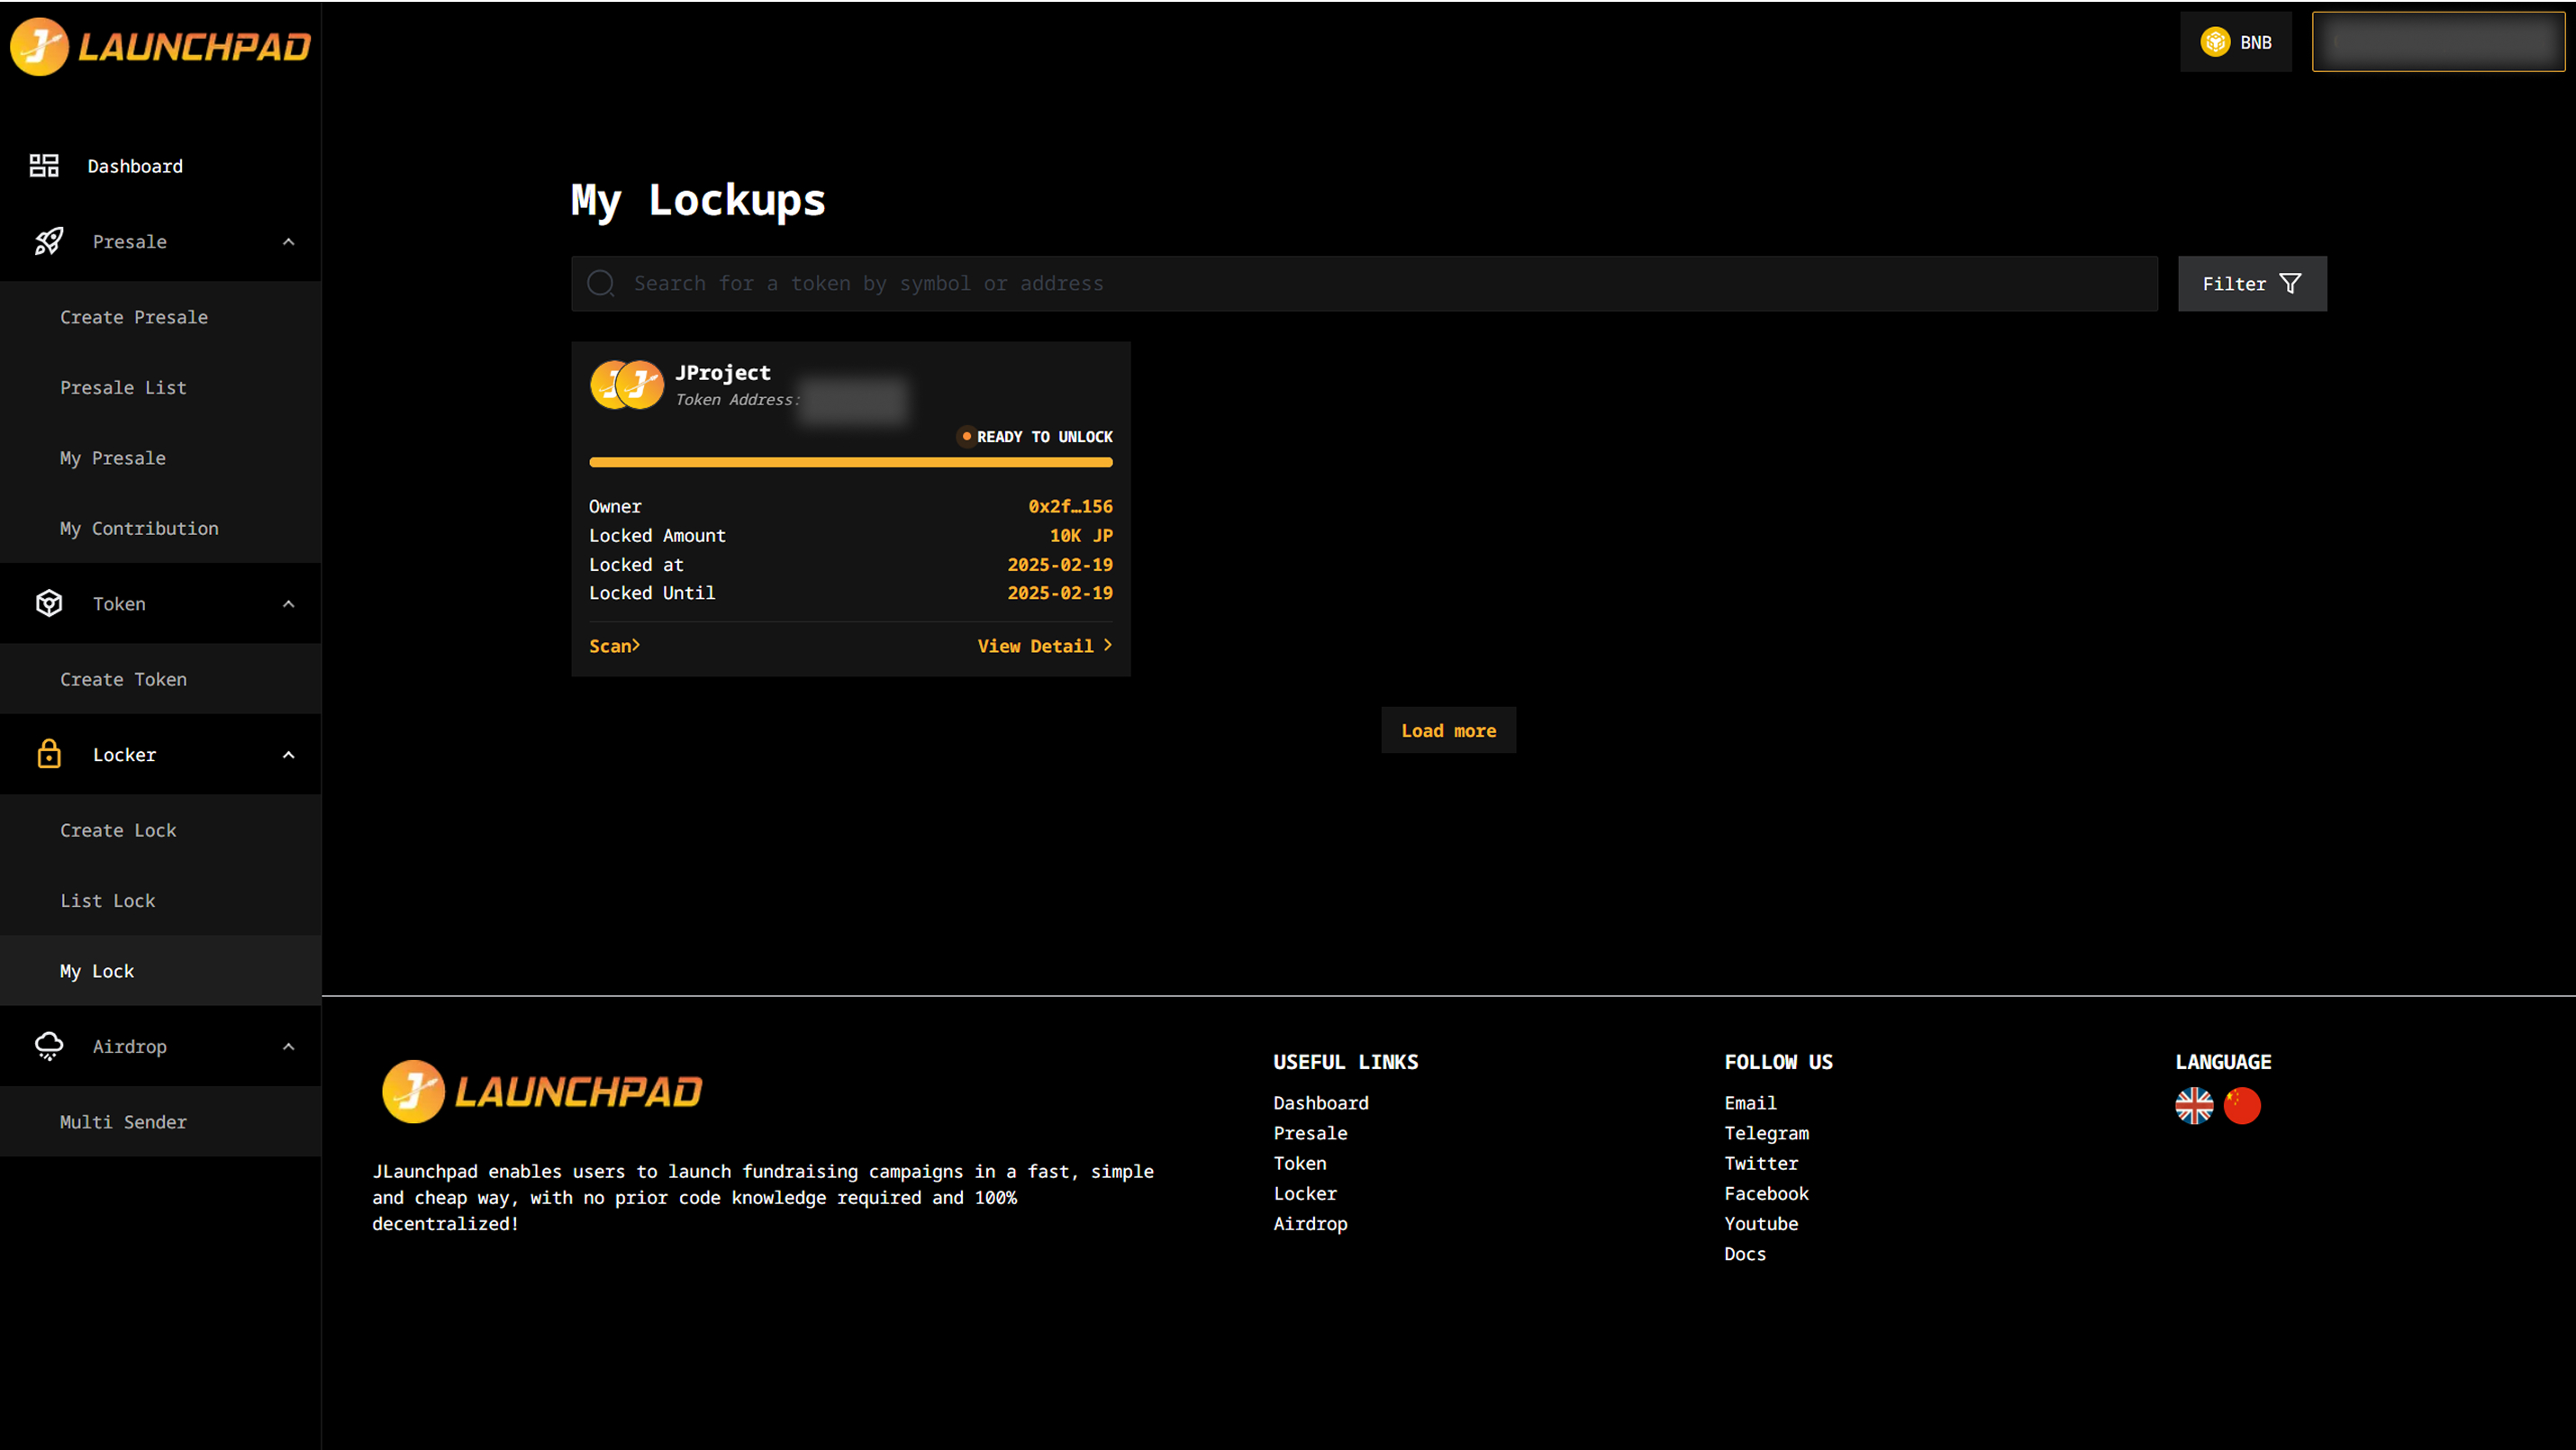 LAUNCHPAD
BNB
Dashboard
Presale
Create Presale
Presale List
My Presale
My Contribution
Token
Create Token
Locker
Create Lock
List Lock
My Lock
Airdrop
Multi Sender
My Lockups
Search for a token by symbol or address
Filter
JProject
Token Address:
READY TO UNLOCK
Owner 0x2f…156
Locked Amount 10K JP
Locked at 2025-02-19
Locked Until 2025-02-19
Scan
View Detail
Load more
LAUNCHPAD
JLaunchpad enables users to launch fundraising campaigns in a fast, simple
and cheap way, with no prior code knowledge required and 100%
decentralized!
USEFUL LINKS
Dashboard
Presale
Token
Locker
Airdrop
FOLLOW US
Email
Telegram
Twitter
Facebook
Youtube
Docs
LANGUAGE